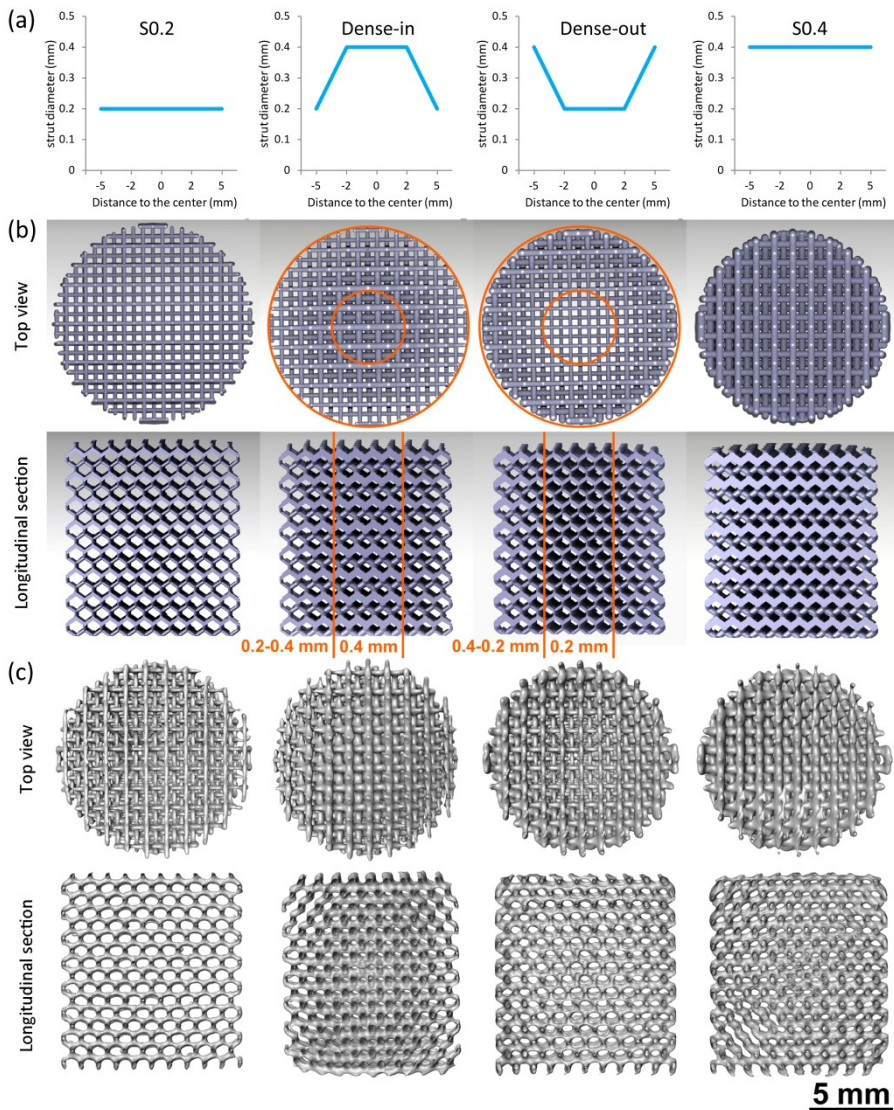 (a)
S0.2
Dense-in
Dense-out
S0.4
strut diameter (mm)
0.5
0.4
0.3
0.2
0.1
0
-5 -2 0 2 5
Distance to the center (mm)
strut diameter (mm)
0.5
0.4
0.3
0.2
0.1
0
-5 -2 0 2 5
Distance to the center (mm)
strut diameter (mm)
0.5
0.4
0.3
0.2
0.1
0
-5 -2 0 2 5
Distance to the center (mm)
strut diameter (mm)
0.5
0.4
0.3
0.2
0.1
0
-5 -2 0 2 5
Distance to the center (mm)
(b)
Top view
Longitudinal section
0.2-0.4 mm 0.4 mm
0.4-0.2 mm 0.2 mm
(c)
Top view
Longitudinal section
5 mm